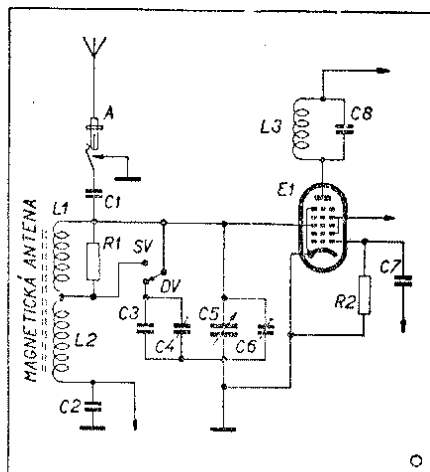 A
C1
L3
C8
E1
L1
R1
SV
DV
C3
C4
C5
C6
R2
C7
L2
C2
MAGNETICKÁ ANTENA